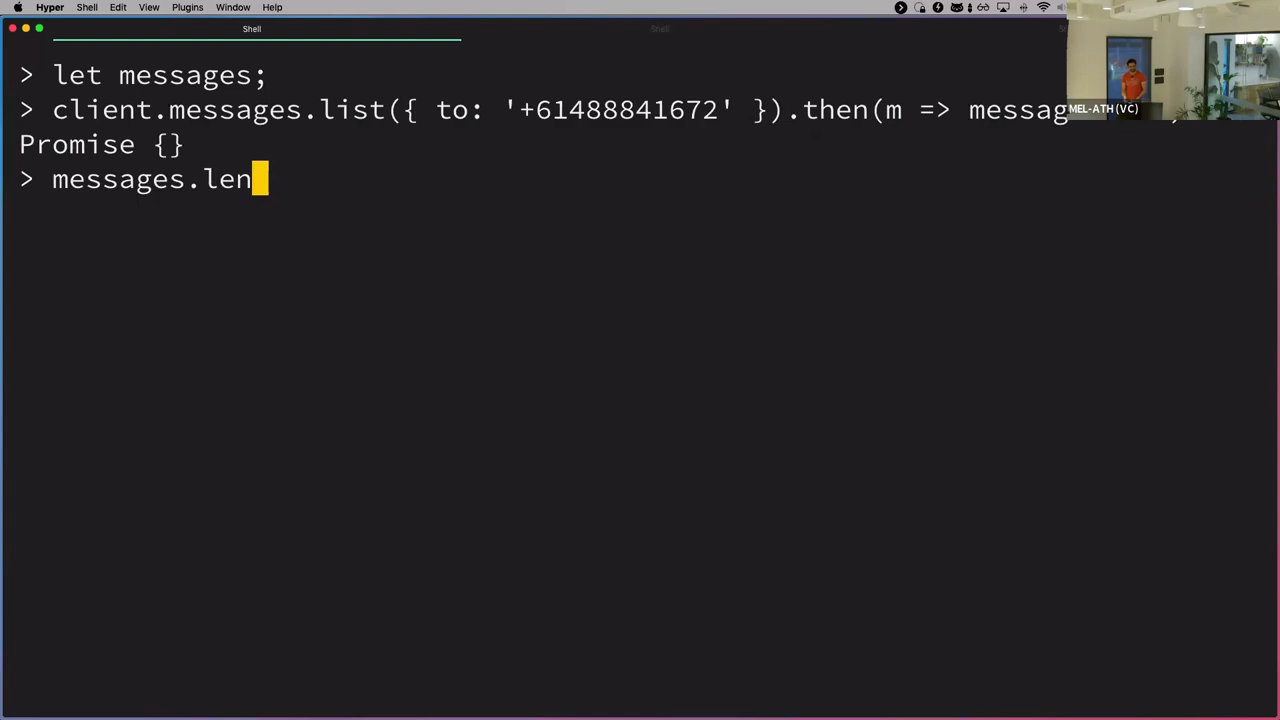 Hyper Shell Edit View Plugins Window Help
Shell Shell
> let messages;
> client.messages.list({ to: '+61488841672' }).then(m =>
Promise {}
> messages.len
MEL-ATH(VC)